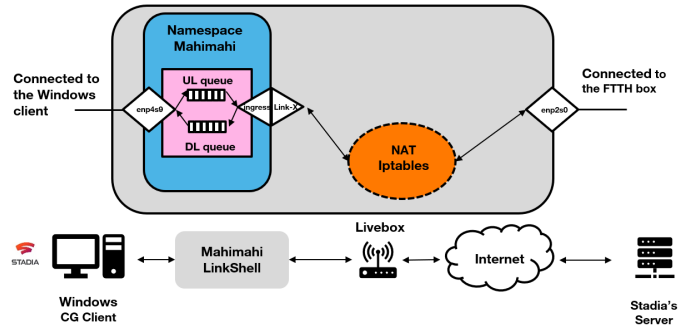 Namespace
Mahimahi
Connected to
the Windows
client
UL queue
enp4s9
ingress
Link-X
DL queue
NAT
Iptables
enp2s0
Connected to
the FTTH box
STADIA
Windows
CG Client
Mahimahi
LinkShell
Livebox
Internet
Stadia's
Server